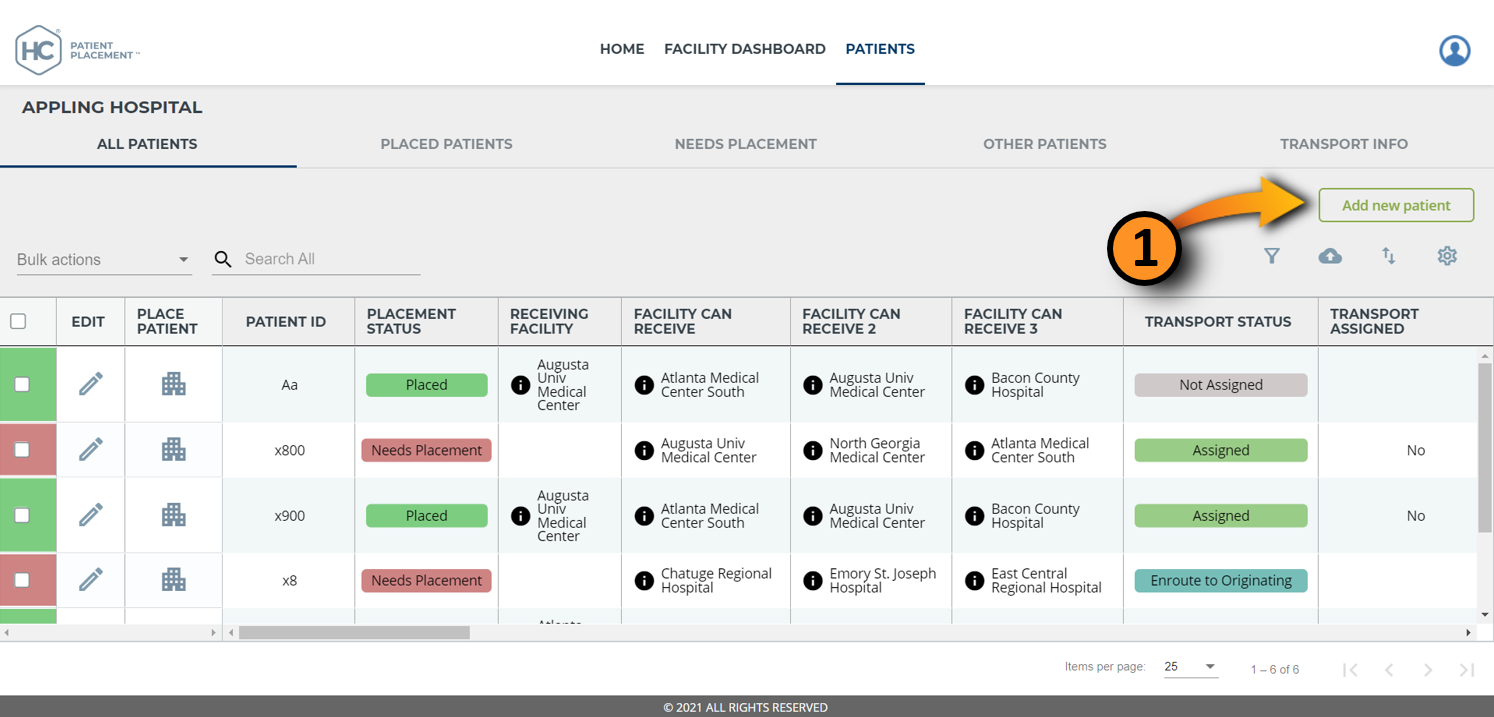 HC®
PATIENT
PLACEMENT™
HOME FACILITY DASHBOARD PATIENTS
APPLING HOSPITAL
ALL PATIENTS PLACED PATIENTS NEEDS PLACEMENT OTHER PATIENTS TRANSPORT INFO
Add new patient
1
Bulk actions Search All
EDIT
PLACE
PATIENT
PATIENT ID
PLACEMENT
STATUS
RECEIVING
FACILITY
FACILITY CAN
RECEIVE
FACILITY CAN
RECEIVE 2
FACILITY CAN
RECEIVE 3
TRANSPORT STATUS
TRANSPORT
ASSIGNED
Aa
Placed
Augusta
Univ
Medical
Center
Atlanta Medical
Center South
Augusta Univ
Medical Center
Bacon County
Hospital
Not Assigned
x800
Needs Placement
Augusta Univ
Medical Center
North Georgia
Medical Center
Atlanta Medical
Center South
Assigned
No
x900
Placed
Augusta
Univ
Medical
Center
Atlanta Medical
Center South
Augusta Univ
Medical Center
Bacon County
Hospital
Assigned
No
x8
Needs Placement
Chatuge Regional
Hospital
Emory St. Joseph
Hospital
East Central
Regional Hospital
Enroute to Originating
Items per page: 25 1 – 6 of 6
© 2021 ALL RIGHTS RESERVED